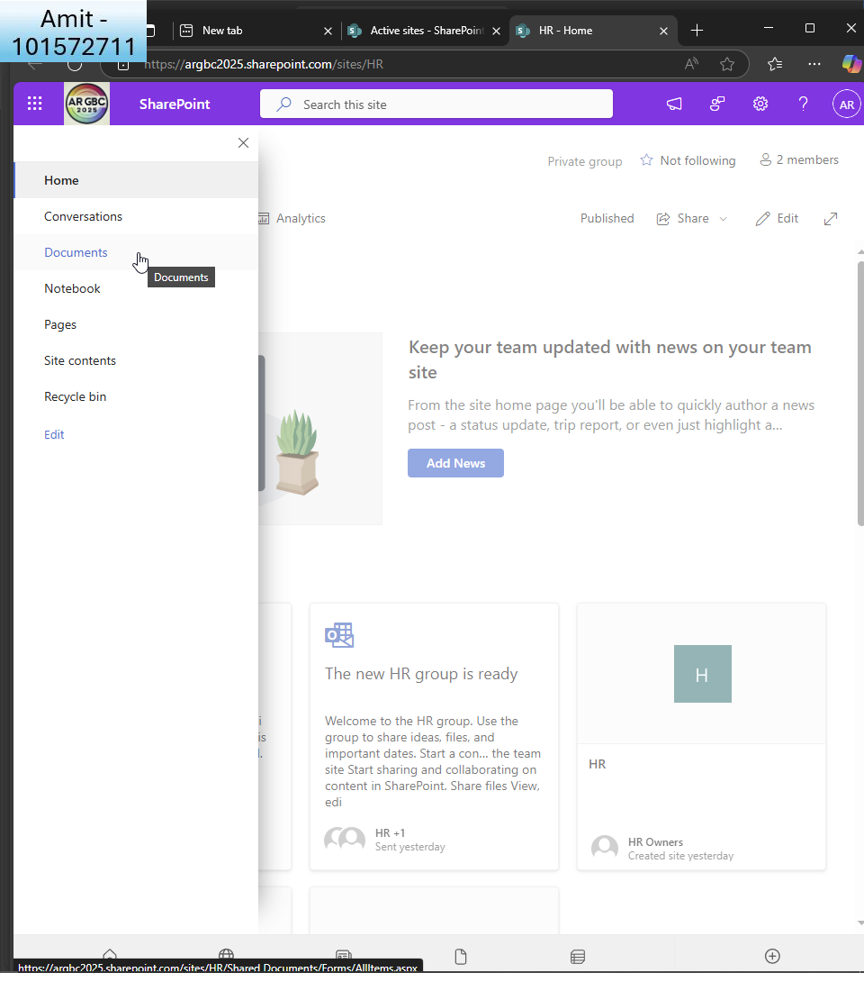 Amit -
101572711
New tab
Active sites - SharePoint
HR - Home
https://argbc2025.sharepoint.com/sites/HR
AR GBC
2025
SharePoint
Search this site
AR
Private group
Not following
2 members
Analytics
Published
Share
Edit
Home
Conversations
Documents
Documents
Notebook
Pages
Site contents
Recycle bin
Edit
Keep your team updated with news on your team
site
From the site home page you'll be able to quickly author a news
post - a status update, trip report, or even just highlight a...
Add News
i
is
l.
The new HR group is ready
Welcome to the HR group. Use the
group to share ideas, files, and
important dates. Start a con... the team
site Start sharing and collaborating on
content in SharePoint. Share files View,
edi
HR +1
Sent yesterday
H
HR
HR Owners
Created site yesterday
https://argbc2025.sharepoint.com/sites/HR/Shared Documents/Forms/AllItems.aspx